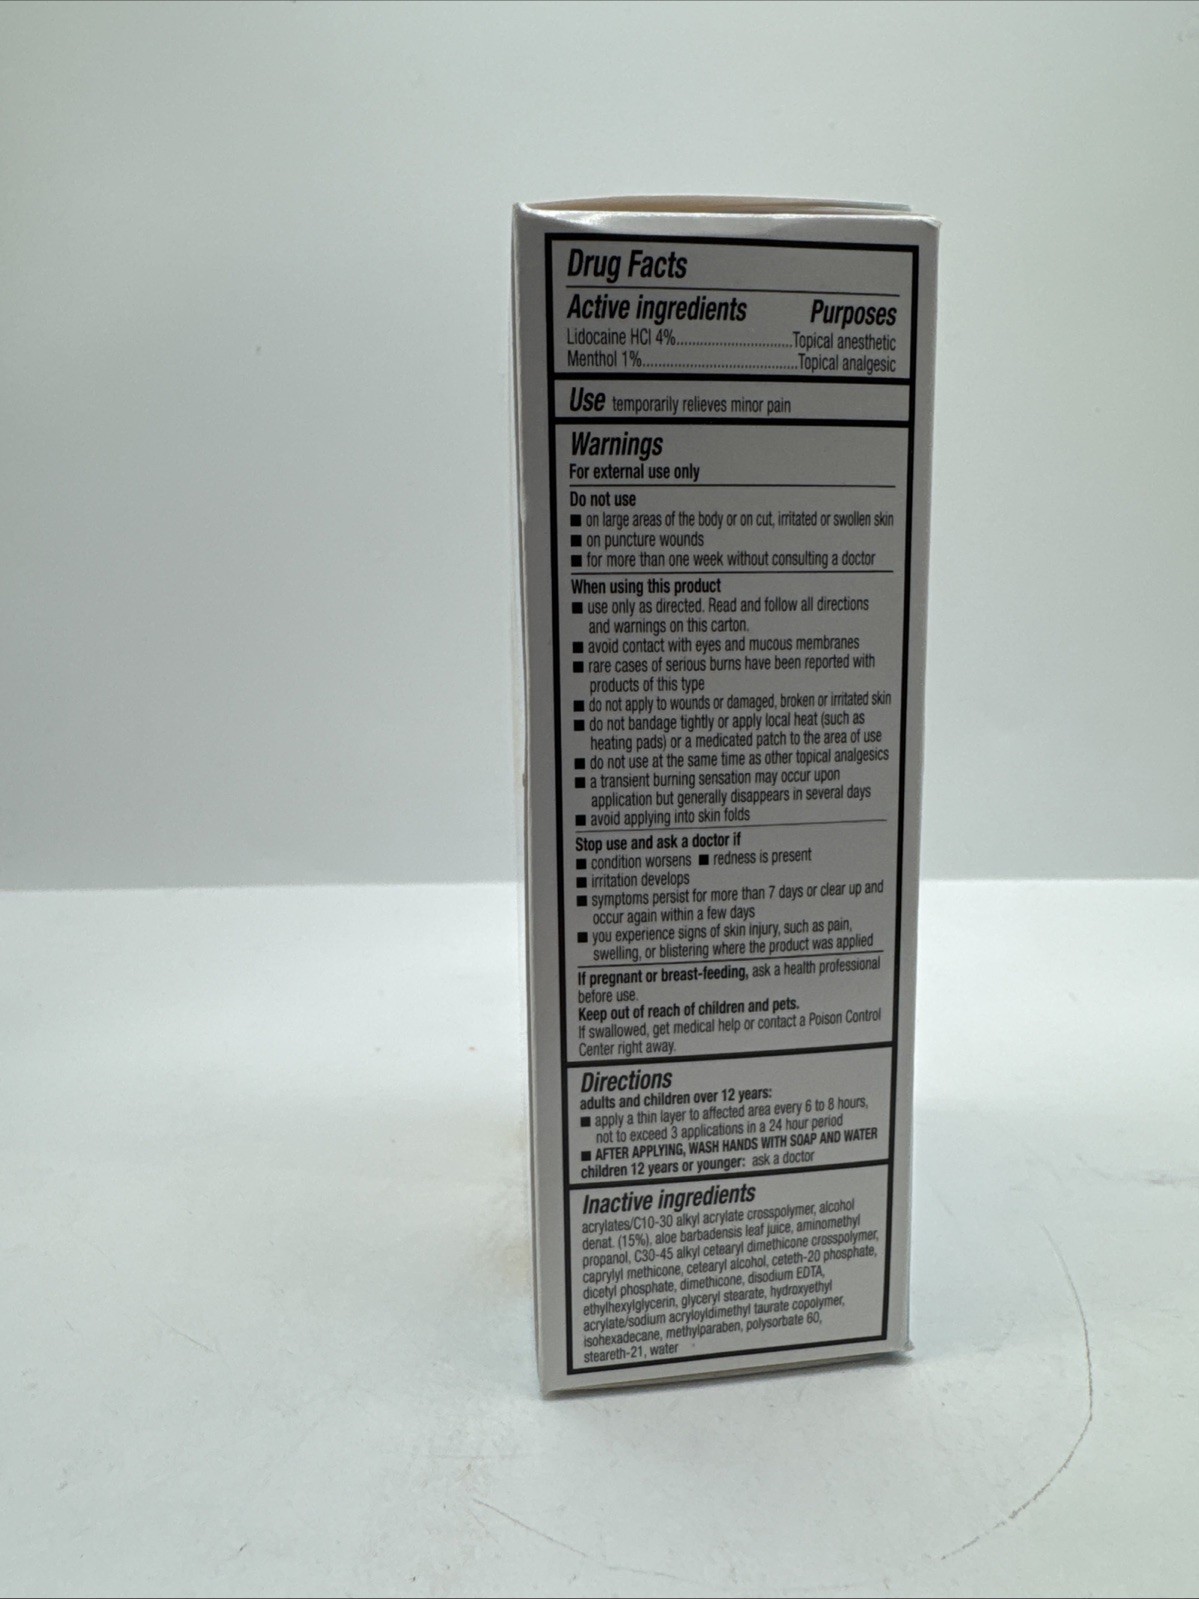 Drug Facts
Active ingredients Purposes
Lidocaine HCl 4%............................Topical anesthetic
Menthol 1%......................................Topical analgesic
Use temporarily relieves minor pain
Warnings
For external use only
Do not use
■ on large areas of the body or on cut, irritated or swollen skin
■ on puncture wounds
■ for more than one week without consulting a doctor
When using this product
■ use only as directed. Read and follow all directions
and warnings on this carton.
■ avoid contact with eyes and mucous membranes
■ rare cases of serious burns have been reported with
products of this type
■ do not apply to wounds or damaged, broken or irritated skin
■ do not bandage tightly or apply local heat (such as
heating pads) or a medicated patch to the area of use
■ do not use at the same time as other topical analgesics
■ a transient burning sensation may occur upon
application but generally disappears in several days
■ avoid applying into skin folds
Stop use and ask a doctor if
■ condition worsens ■ redness is present
■ irritation develops
■ symptoms persist for more than 7 days or clear up and
occur again within a few days
■ you experience signs of skin injury, such as pain,
swelling, or blistering where the product was applied
If pregnant or breast-feeding, ask a health professional
before use.
Keep out of reach of children and pets.
If swallowed, get medical help or contact a Poison Control
Center right away.
Directions
adults and children over 12 years:
■ apply a thin layer to affected area every 6 to 8 hours,
not to exceed 3 applications in a 24 hour period
■ AFTER APPLYING, WASH HANDS WITH SOAP AND WATER
children 12 years or younger: ask a doctor
Inactive ingredients
acrylates/C10-30 alkyl acrylate crosspolymer, alcohol
denat. (15%), aloe barbadensis leaf juice, aminomethyl
propanol, C30-45 alkyl cetearyl dimethicone crosspolymer,
caprylyl methicone, cetearyl alcohol, ceteth-20 phosphate,
dicetyl phosphate, dimethicone, disodium EDTA,
ethylhexylglycerin, glyceryl stearate, hydroxyethyl
acrylate/sodium acryloyldimethyl taurate copolymer,
isohexadecane, methylparaben, polysorbate 60,
steareth-21, water